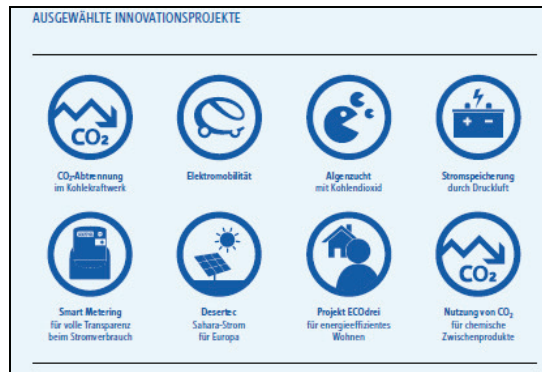 AUSGEWÄHLTE INNOVATIONSPROJEKTE
CO₂
CO₂-Abtrennung
im Kohlekraftwerk
Elektromobilität
Algenzucht
mit Kohlendioxid
Stromspeicherung
durch Druckluft
Smart Metering
für volle Transparenz
beim Stromverbrauch
Desertec
Sahara-Strom
für Europa
Projekt ECOdrei
für energieeffizientes
Wohnen
CO₂
Nutzung von CO₂
für chemische
Zwischenprodukte